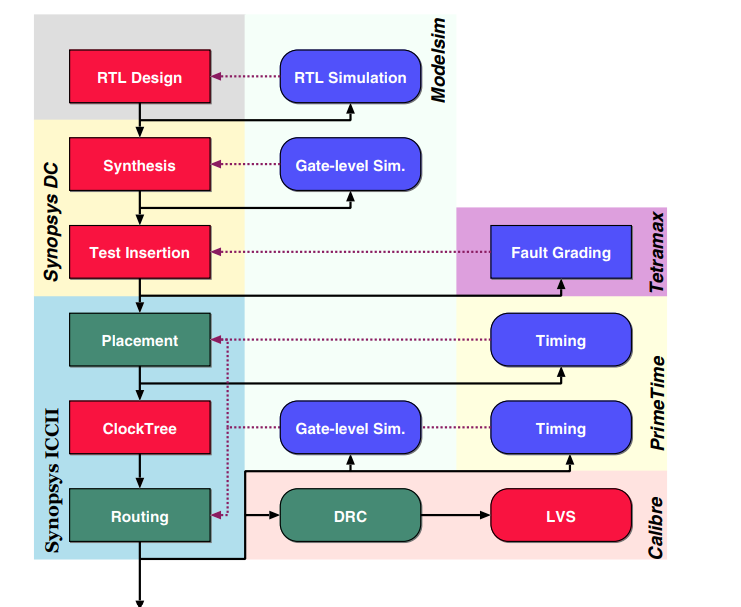 Modelsim
RTL Design
RTL Simulation
Synopsys DC
Synthesis
Gate-level Sim.
Test Insertion
Fault Grading
Tetramax
Placement
Timing
PrimeTime
Synopsys ICCII
ClockTree
Gate-level Sim.
Timing
Routing
DRC
LVS
Calibre